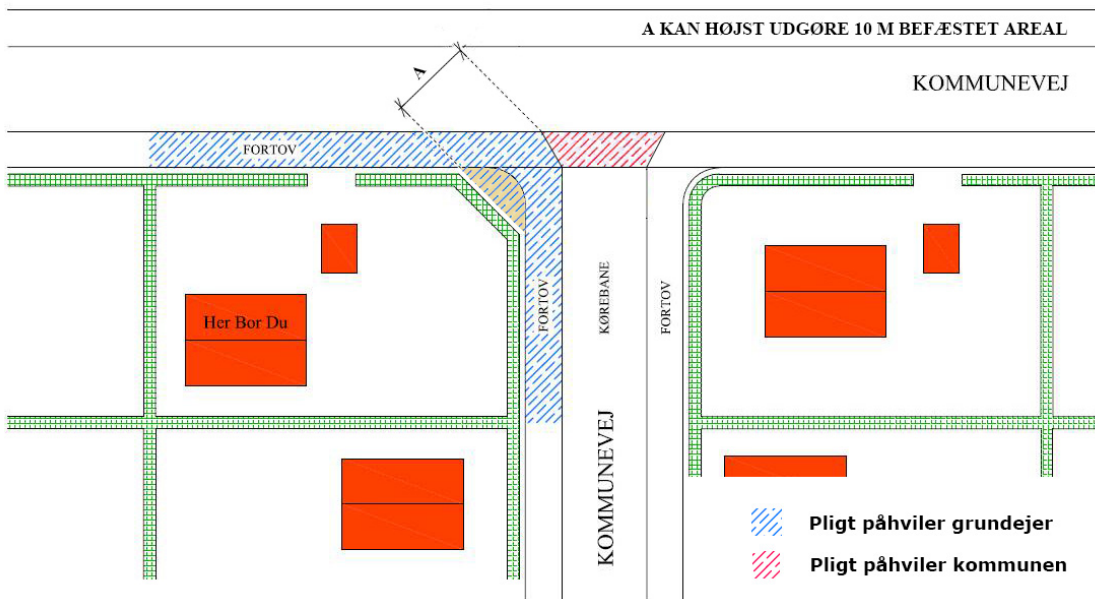 A KAN HØJST UDGØRE 10 M BEFÆSTET AREAL
KOMMUNEVEJ
A
FORTOV
Her Bor Du
FORTOV
KØREBANE
FORTOV
KOMMUNEVEJ
Pligt påhviler grundejer
Pligt påhviler kommunen